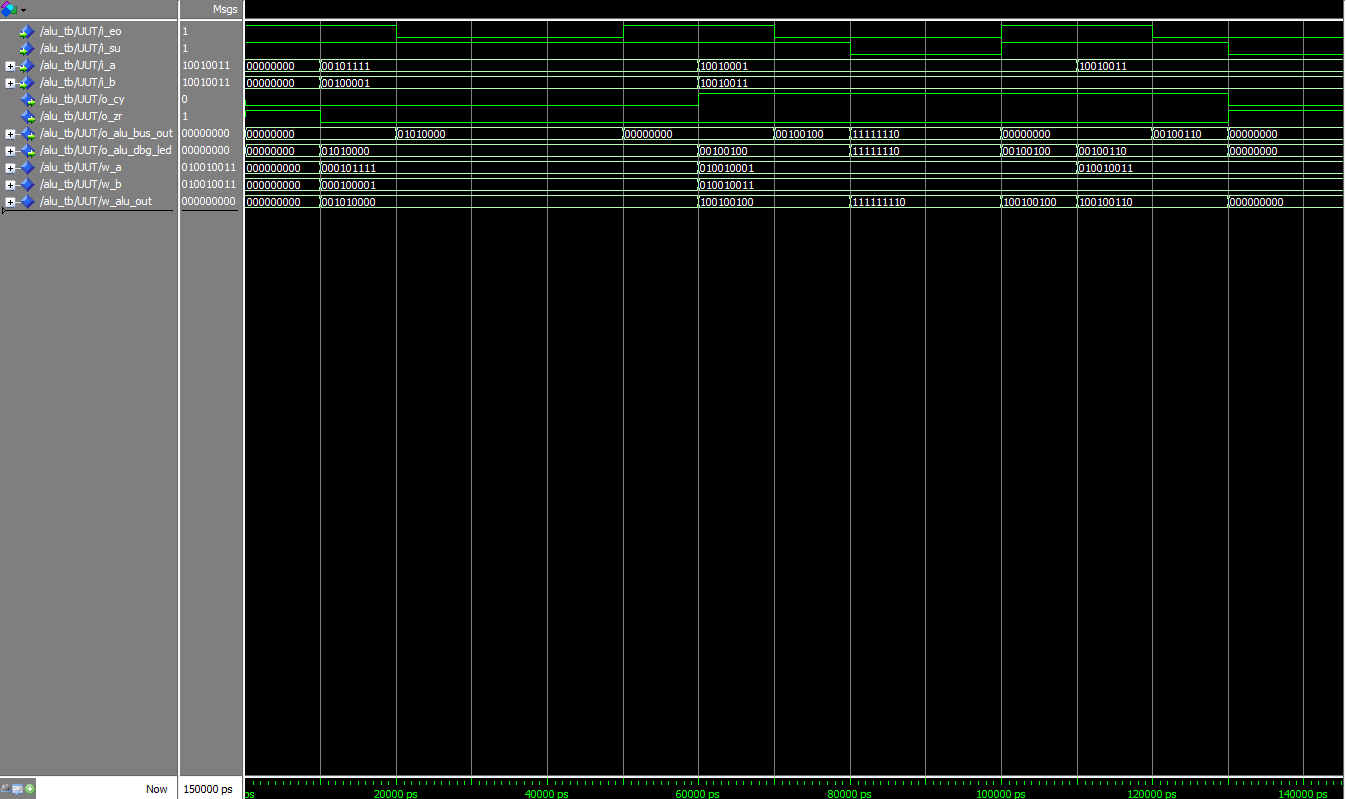 Msgs
/alu_tb/UUT/i_eo 1
/alu_tb/UUT/i_su 1
/alu_tb/UUT/i_a 10010011 00000000 00101111 10010001 10010011
/alu_tb/UUT/i_b 10010011 00000000 00100001 10010011
/alu_tb/UUT/o_cy 0
/alu_tb/UUT/o_zr 1
/alu_tb/UUT/o_alu_bus_out 00000000 00000000 01010000 00000000 00100100 11111110 00000000 00100110 00000000
/alu_tb/UUT/o_alu_dbg_led 00000000 00000000 01010000 00100100 11111110 00100100 00100110 00000000
/alu_tb/UUT/w_a 010010011 000000000 000101111 010010001 010010011
/alu_tb/UUT/w_b 010010011 000000000 000100001 010010011
/alu_tb/UUT/w_alu_out 000000000 000000000 001010000 100100100 111111110 100100100 100100110 000000000
Now 150000 ps ps 20000 ps 40000 ps 60000 ps 80000 ps 100000 ps 120000 ps 140000 ps